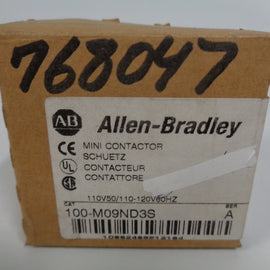 768047
AB
Allen-Bradley
MINI CONTACTOR
SCHUETZ
CONTACTEUR
CONTATTORE
110V50/110-120V60HZ
CAT SER
100-M09ND3S A